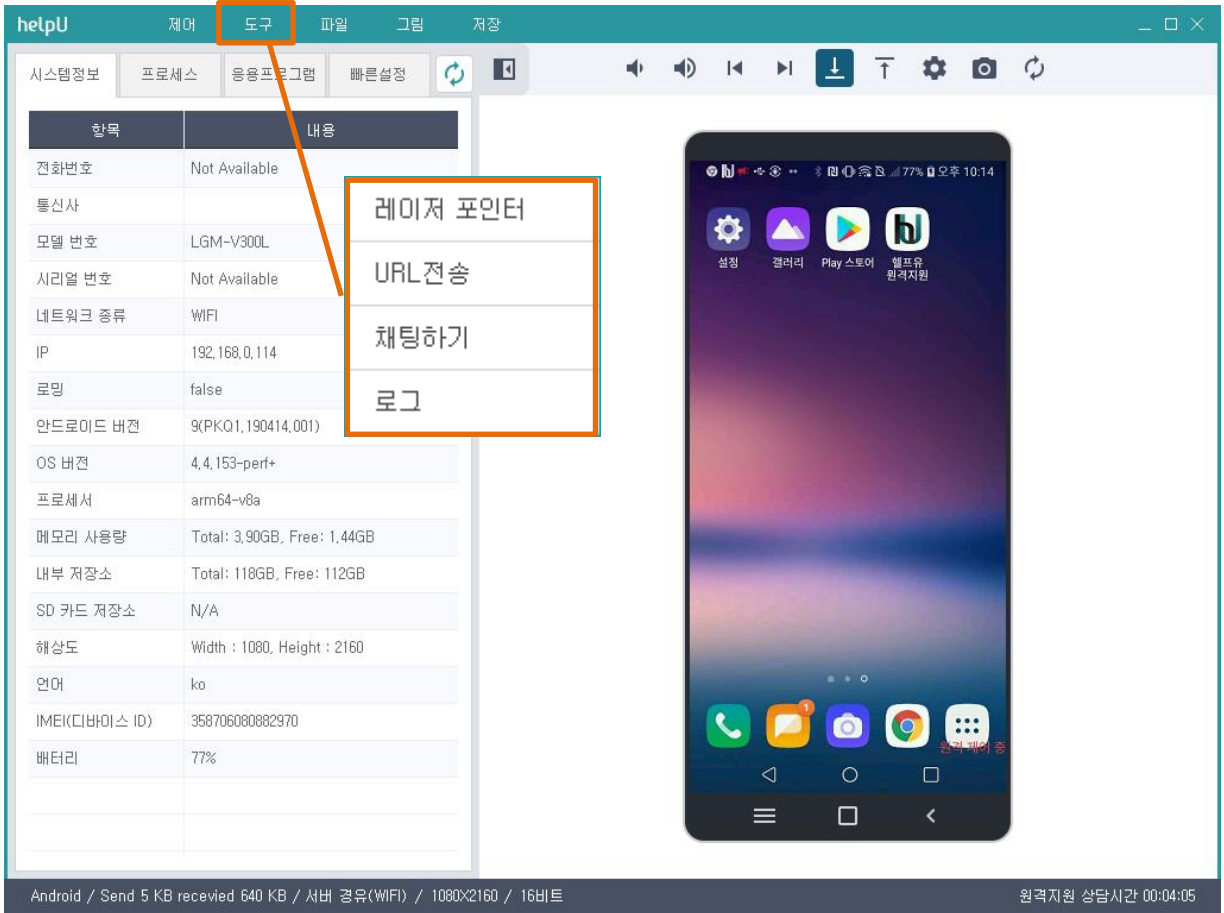 helpU 제어 도구 파일 그림 저장
시스템정보 프로세스 응용프로그램 빠른설정
항목 내용
전화번호 Not Available
통신사
모델 번호 LGM-V300L
시리얼 번호 Not Available
네트워크 종류 WIFI
IP 192,168,0,114
로밍 false
안드로이드 버전 9(PKQ1,190414,001)
OS 버전 4,4,153-perf+
프로세서 arm64-v8a
메모리 사용량 Total: 3,90GB, Free: 1,44GB
내부 저장소 Total: 118GB, Free: 112GB
SD 카드 저장소 N/A
해상도 Width : 1080, Height : 2160
언어 ko
IMEI(디바이스 ID) 358706080882970
배터리 77%
레이저 포인터
URL전송
채팅하기
로그
77% 오후 10:14
설정 갤러리 Play 스토어 헬프유
원격지원
1
원격 제어 중
Android / Send 5 KB recevied 640 KB / 서버 경유(WIFI) / 1080X2160 / 16비트 원격지원 상담시간 00:04:05